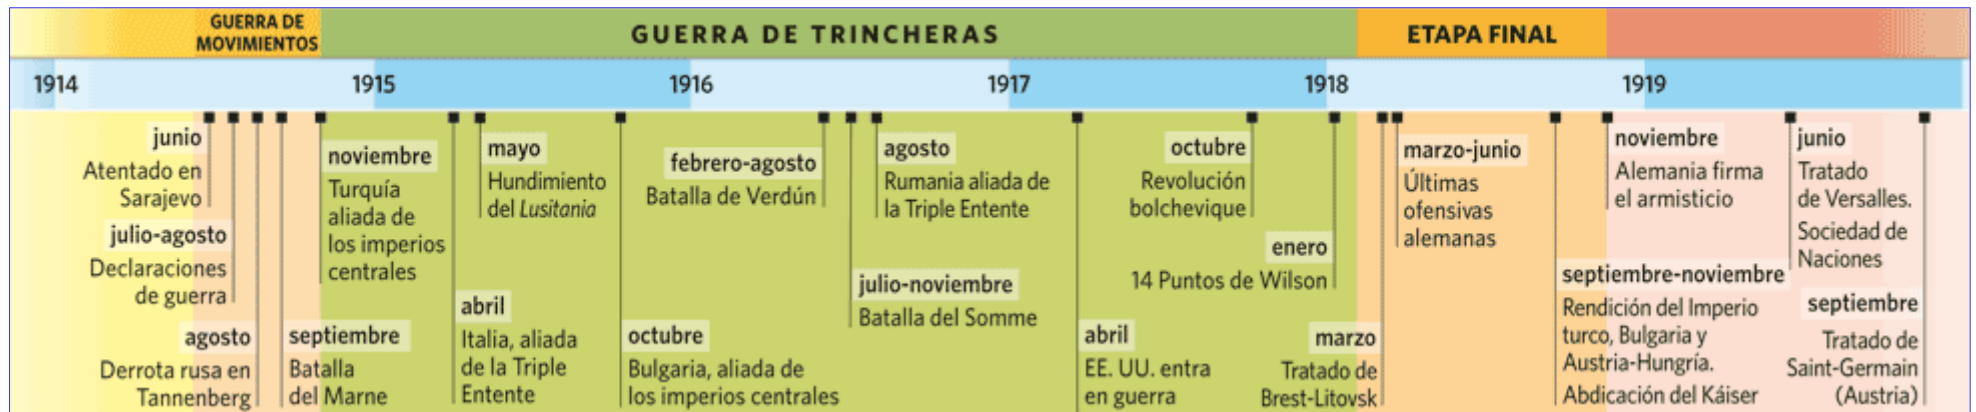 GUERRA DE
MOVIMIENTOS
GUERRA DE TRINCHERAS
ETAPA FINAL
1914
1915
1916
1917
1918
1919
junio
Atentado en
Sarajevo
julio-agosto
Declaraciones
de guerra
agosto
Derrota rusa en
Tannenberg
septiembre
Batalla
del Marne
noviembre
Turquía
aliada de
los imperios
centrales
abril
Italia, aliada
de la Triple
Entente
mayo
Hundimiento
del Lusitania
octubre
Bulgaria, aliada de
los imperios centrales
febrero-agosto
Batalla de Verdún
julio-noviembre
Batalla del Somme
agosto
Rumania aliada de
la Triple Entente
abril
EE. UU. entra
en guerra
octubre
Revolución
bolchevique
enero
14 Puntos de Wilson
marzo
Tratado de
Brest-Litovsk
marzo-junio
Últimas
ofensivas
alemanas
septiembre-noviembre
Rendición del Imperio
turco, Bulgaria y
Austria-Hungría.
Abdicación del Káiser
noviembre
Alemania firma
el armisticio
junio
Tratado
de Versalles.
Sociedad de
Naciones
septiembre
Tratado de
Saint-Germain
(Austria)